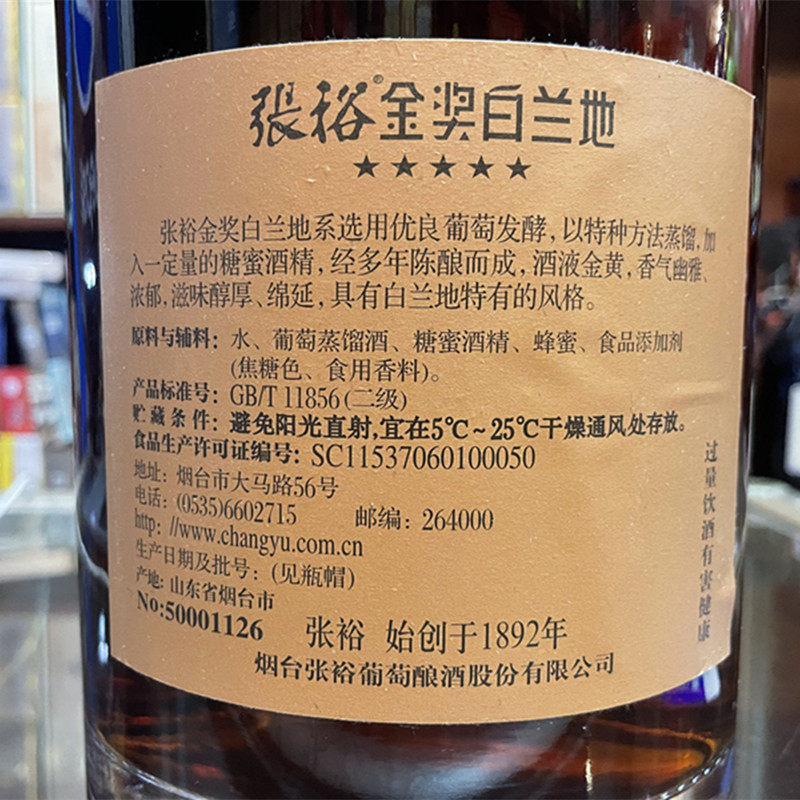 張裕®金奖白兰地
★★★★★
张裕金奖白兰地系选用优良葡萄发酵,以特种方法蒸馏,加
入一定量的糖蜜酒精,经多年陈酿而成,酒液金黄,香气幽雅、
浓郁,滋味醇厚、绵延,具有白兰地特有的风格。
原料与辅料:水、葡萄蒸馏酒、糖蜜酒精、蜂蜜、食品添加剂
(焦糖色、食用香料)。
产品标准号:GB/T 11856(二级)
贮藏条件:避免阳光直射,宜在5℃~25℃干燥通风处存放。
食品生产许可证编号:SC11537060100050
地址:烟台市大马路56号
电话:(0535)6602715 邮编:264000
http: //www.changyu.com.cn
生产日期及批号:(见瓶帽)
产地:山东省烟台市
No:50001126
张裕 始创于1892年
烟台张裕葡萄酿酒股份有限公司
过量饮酒有害健康